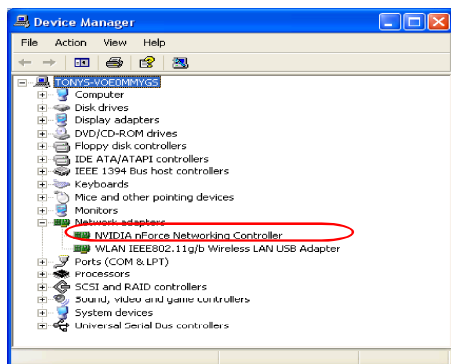 Device Manager
File Action View Help
TONYS-VOE0MMYGS
Computer
Disk drives
Display adapters
DVD/CD-ROM drives
Floppy disk controllers
IDE ATA/ATAPI controllers
IEEE 1394 Bus host controllers
Keyboards
Mice and other pointing devices
Monitors
Network adapters
NVIDIA nForce Networking Controller
WLAN IEEE802.11g/b Wireless LAN USB Adapter
Ports (COM & LPT)
Processors
SCSI and RAID controllers
Sound, video and game controllers
System devices
Universal Serial Bus controllers